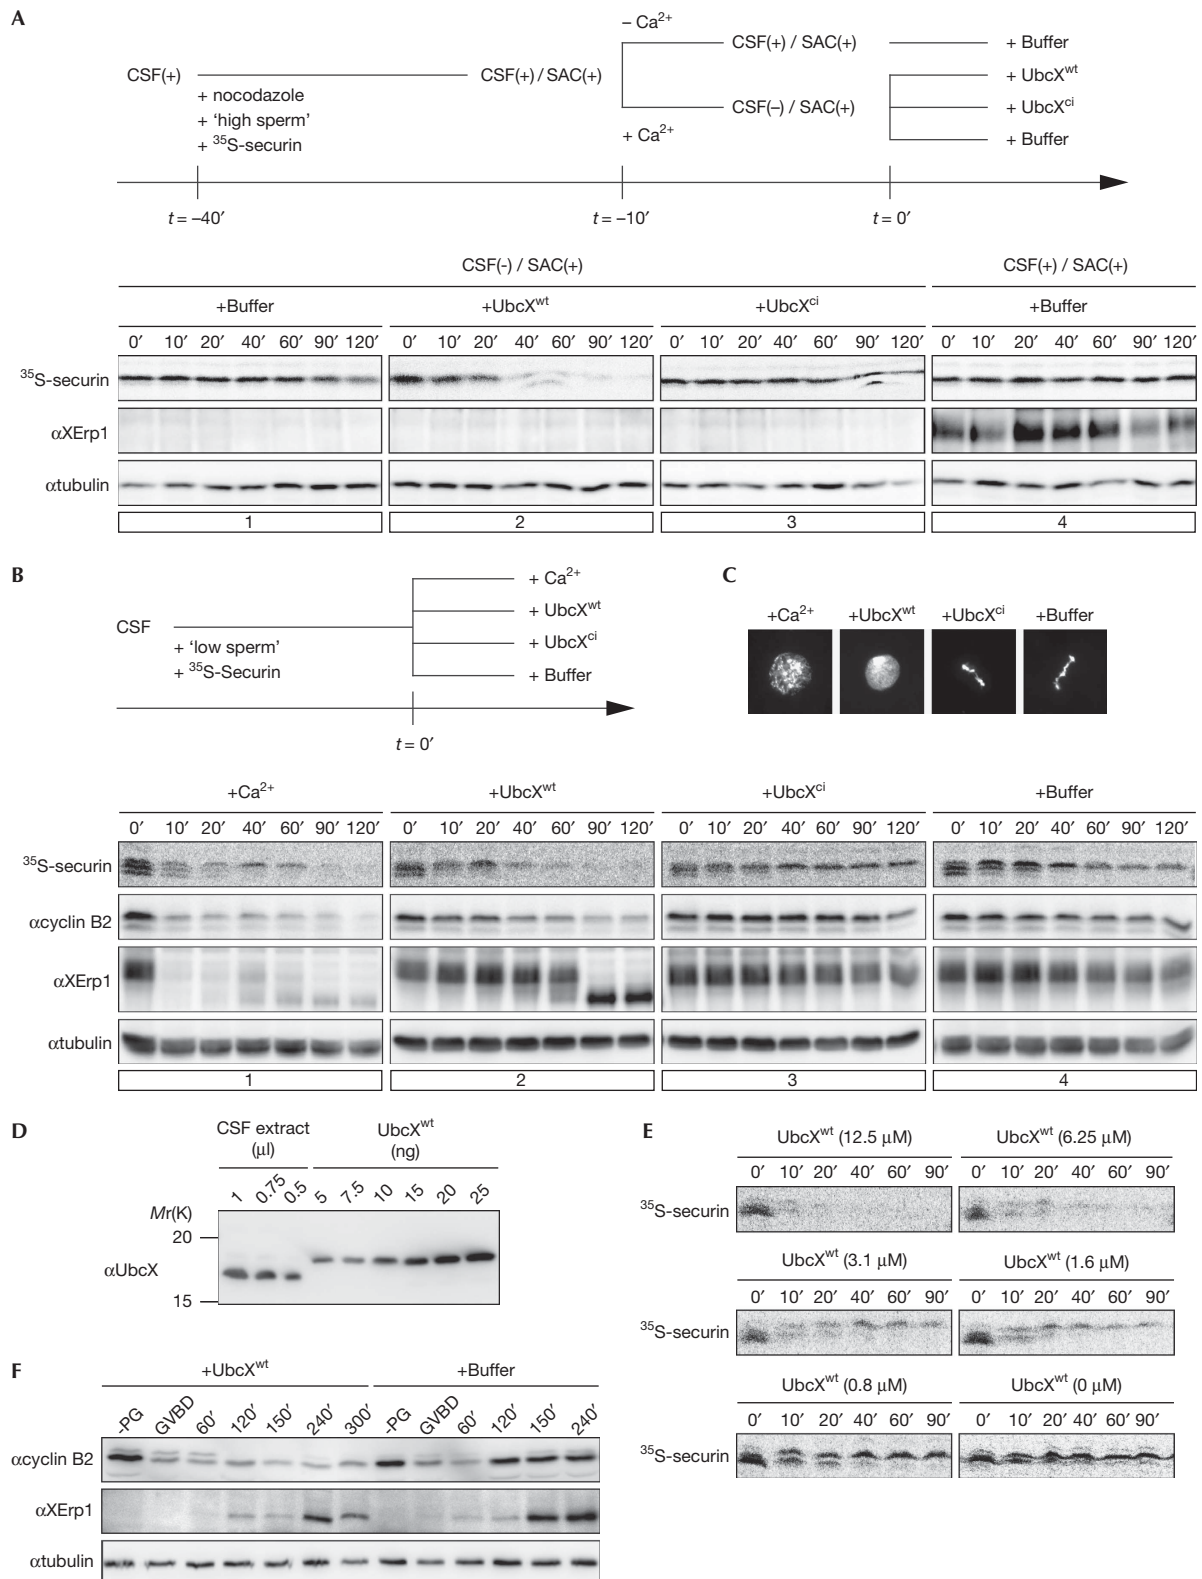 A
– Ca2+
CSF(+) / SAC(+)
+ Buffer
CSF(+)
CSF(+) / SAC(+)
+ UbcXwt
+ nocodazole
+ 'high sperm'
+ 35S-securin
CSF(–) / SAC(+)
+ UbcXci
+ Ca2+
+ Buffer
t = –40′
t = –10′
t = 0′
CSF(-) / SAC(+)
CSF(+) / SAC(+)
+Buffer
+UbcXwt
+UbcXci
+Buffer
0′ 10′ 20′ 40′ 60′ 90′ 120′
0′ 10′ 20′ 40′ 60′ 90′ 120′
0′ 10′ 20′ 40′ 60′ 90′ 120′
0′ 10′ 20′ 40′ 60′ 90′ 120′
35S-securin
αXErp1
αtubulin
1 2 3 4
B
+ Ca2+
+ UbcXwt
CSF
+ 'low sperm'
+ 35S-Securin
+ UbcXci
+ Buffer
t = 0′
C
+Ca2+ +UbcXwt +UbcXci +Buffer
+Ca2+
+UbcXwt
+UbcXci
+Buffer
0′ 10′ 20′ 40′ 60′ 90′ 120′
0′ 10′ 20′ 40′ 60′ 90′ 120′
0′ 10′ 20′ 40′ 60′ 90′ 120′
0′ 10′ 20′ 40′ 60′ 90′ 120′
35S-securin
αcyclin B2
αXErp1
αtubulin
1 2 3 4
D
CSF extract
(µl)
UbcXwt
(ng)
1 0.75 0.5 5 7.5 10 15 20 25
Mr(K)
20
αUbcX
15
E
UbcXwt (12.5 µM)
UbcXwt (6.25 µM)
0′ 10′ 20′ 40′ 60′ 90′
0′ 10′ 20′ 40′ 60′ 90′
35S-securin
UbcXwt (3.1 µM)
UbcXwt (1.6 µM)
0′ 10′ 20′ 40′ 60′ 90′
0′ 10′ 20′ 40′ 60′ 90′
35S-securin
UbcXwt (0.8 µM)
UbcXwt (0 µM)
0′ 10′ 20′ 40′ 60′ 90′
0′ 10′ 20′ 40′ 60′ 90′
35S-securin
F
+UbcXwt
+Buffer
-PG GVBD 60′ 120′ 150′ 240′ 300′ -PG GVBD 60′ 120′ 150′ 240′
αcyclin B2
αXErp1
αtubulin